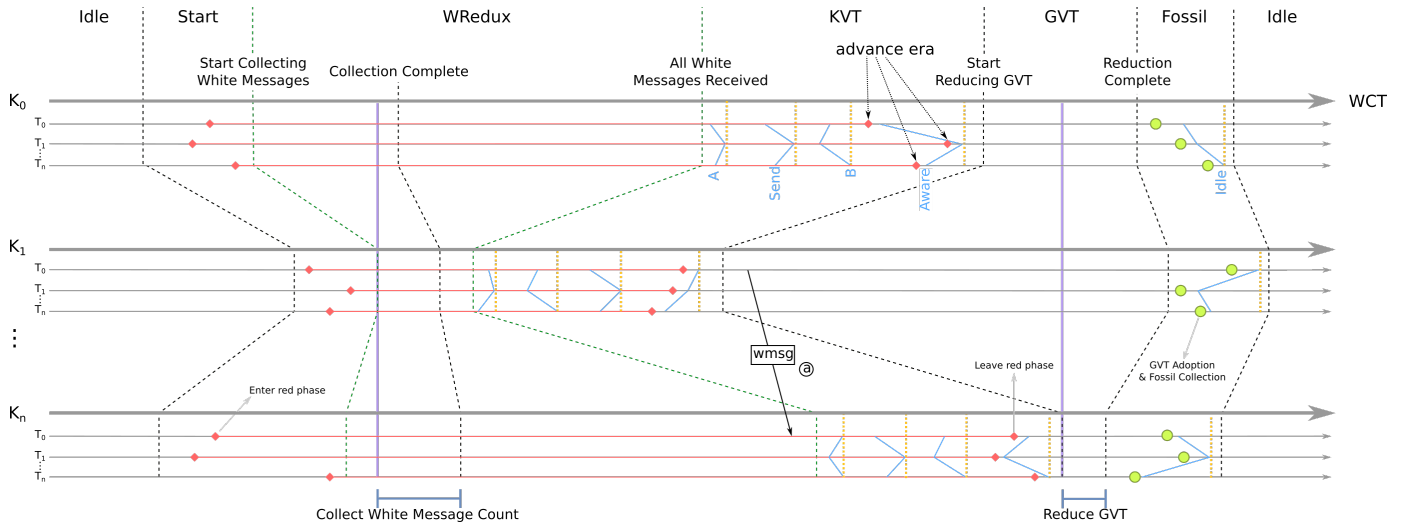 Idle Start WRedux KVT GVT Fossil Idle
advance era
Start Collecting
White Messages
Collection Complete
All White
Messages Received
Start
Reducing GVT
Reduction
Complete
K0 WCT
T0
T1
Tn
A Send B Aware Idle
K1
T0
T1
Tn
wmsg @
Enter red phase
Leave red phase
GVT Adoption
& Fossil Collection
Kn
T0
T1
Tn
Collect White Message Count
Reduce GVT